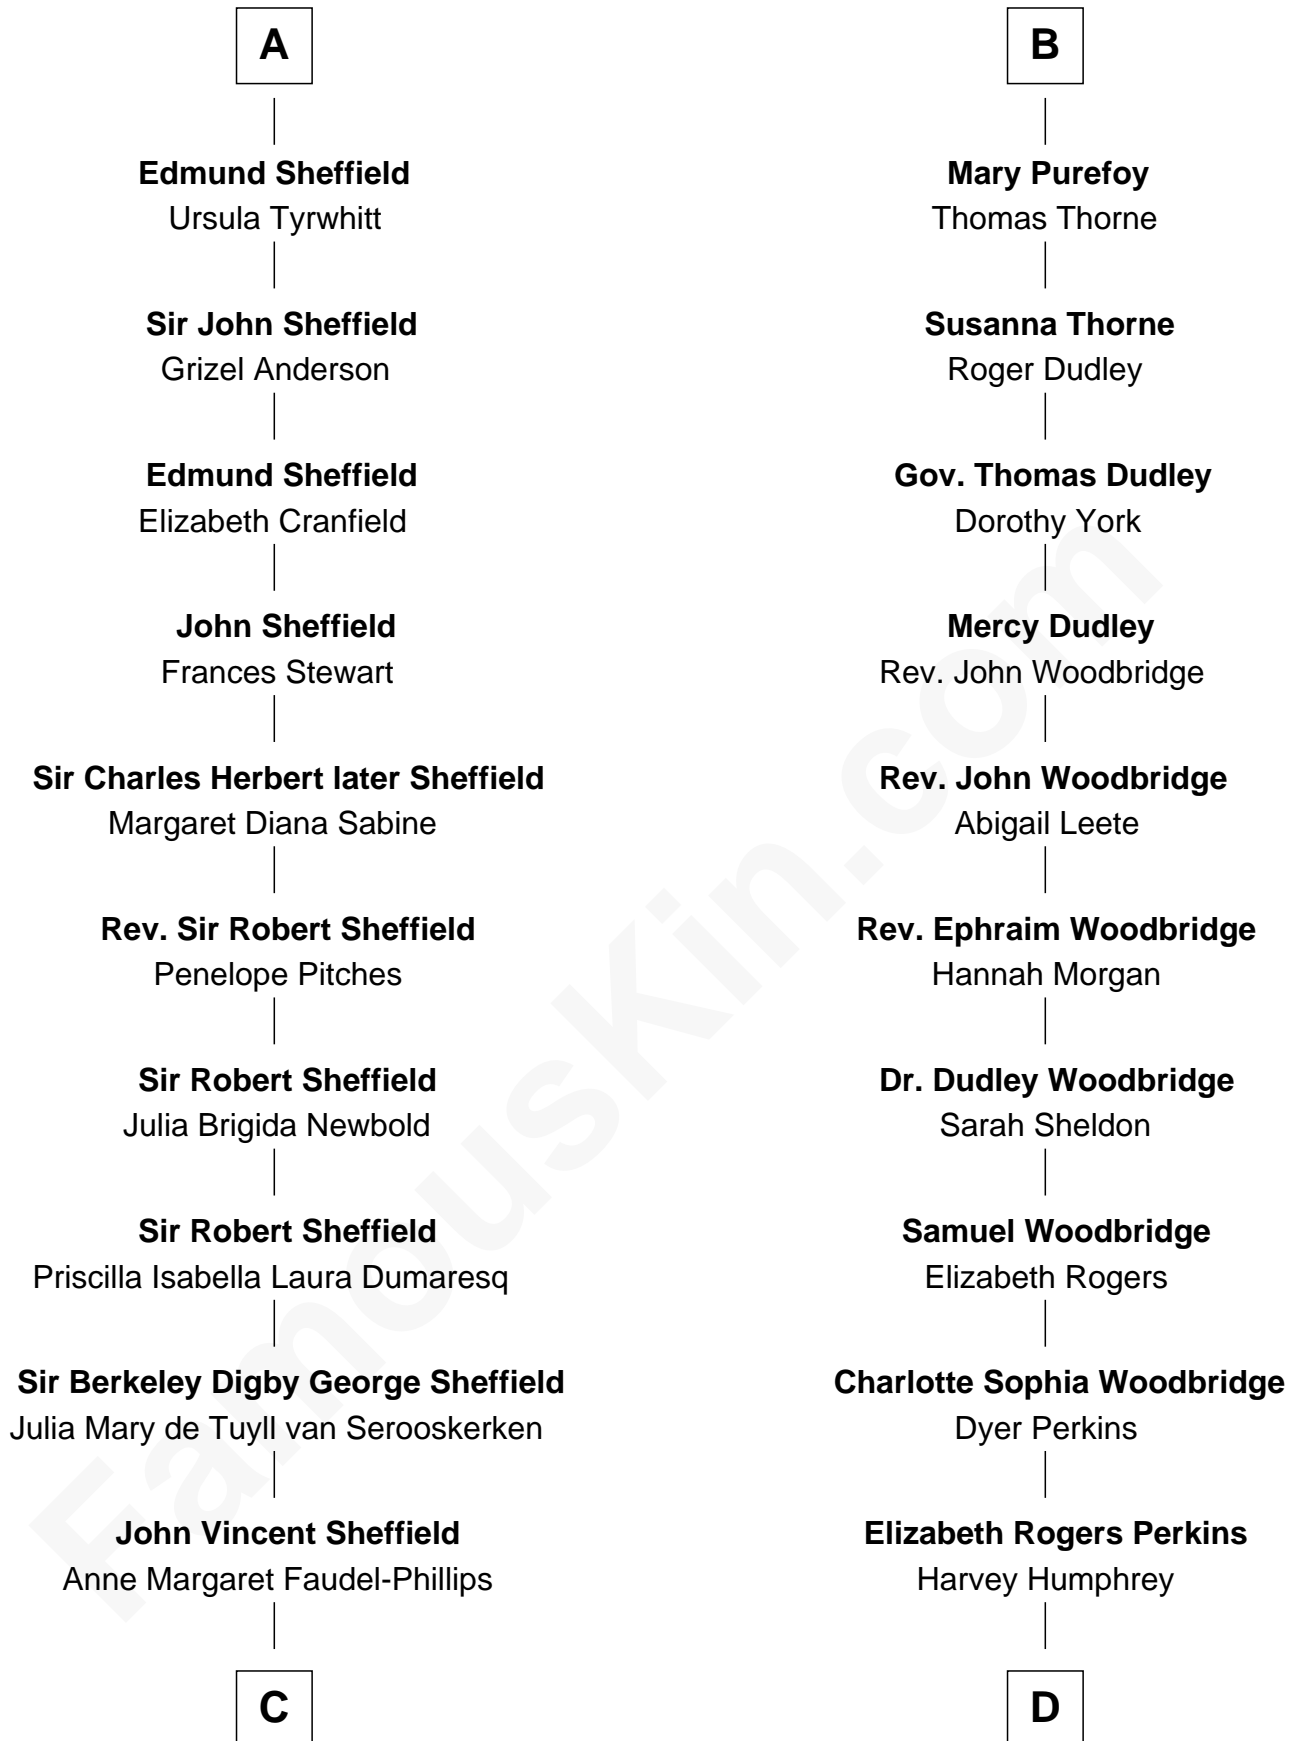 A
Edmund Sheffield
Ursula Tyrwhitt
Sir John Sheffield
Grizel Anderson
Edmund Sheffield
Elizabeth Cranfield
John Sheffield
Frances Stewart
Sir Charles Herbert later Sheffield
Margaret Diana Sabine
Rev. Sir Robert Sheffield
Penelope Pitches
Sir Robert Sheffield
Julia Brigida Newbold
Sir Robert Sheffield
Priscilla Isabella Laura Dumaresq
Sir Berkeley Digby George Sheffield
Julia Mary de Tuyll van Serooskerken
John Vincent Sheffield
Anne Margaret Faudel-Phillips
C
B
Mary Purefoy
Thomas Thorne
Susanna Thorne
Roger Dudley
Gov. Thomas Dudley
Dorothy York
Mercy Dudley
Rev. John Woodbridge
Rev. John Woodbridge
Abigail Leete
Rev. Ephraim Woodbridge
Hannah Morgan
Dr. Dudley Woodbridge
Sarah Sheldon
Samuel Woodbridge
Elizabeth Rogers
Charlotte Sophia Woodbridge
Dyer Perkins
Elizabeth Rogers Perkins
Harvey Humphrey
D
FamousKin.com